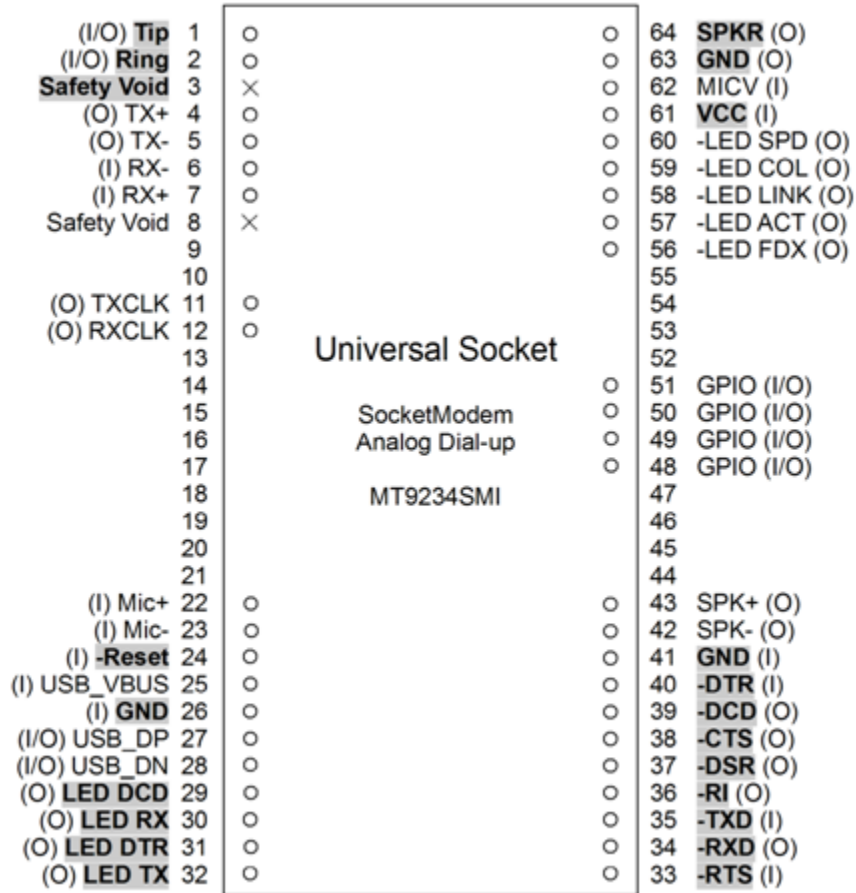 (I/O) Tip 1 64 SPKR (O)
(I/O) Ring 2 63 GND (O)
Safety Void 3 62 MICV (I)
(O) TX+ 4 61 VCC (I)
(O) TX- 5 60 -LED SPD (O)
(I) RX- 6 59 -LED COL (O)
(I) RX+ 7 58 -LED LINK (O)
Safety Void 8 57 -LED ACT (O)
9 56 -LED FDX (O)
10 55
(O) TXCLK 11 54
(O) RXCLK 12 53
Universal Socket
13 52
14 51 GPIO (I/O)
15 SocketModem 50 GPIO (I/O)
16 Analog Dial-up 49 GPIO (I/O)
17 48 GPIO (I/O)
18 MT9234SMI 47
19 46
20 45
21 44
(I) Mic+ 22 43 SPK+ (O)
(I) Mic- 23 42 SPK- (O)
(I) -Reset 24 41 GND (I)
(I) USB_VBUS 25 40 -DTR (I)
(I) GND 26 39 -DCD (O)
(I/O) USB_DP 27 38 -CTS (O)
(I/O) USB_DN 28 37 -DSR (O)
(O) LED DCD 29 36 -RI (O)
(O) LED RX 30 35 -TXD (I)
(O) LED DTR 31 34 -RXD (O)
(O) LED TX 32 33 -RTS (I)